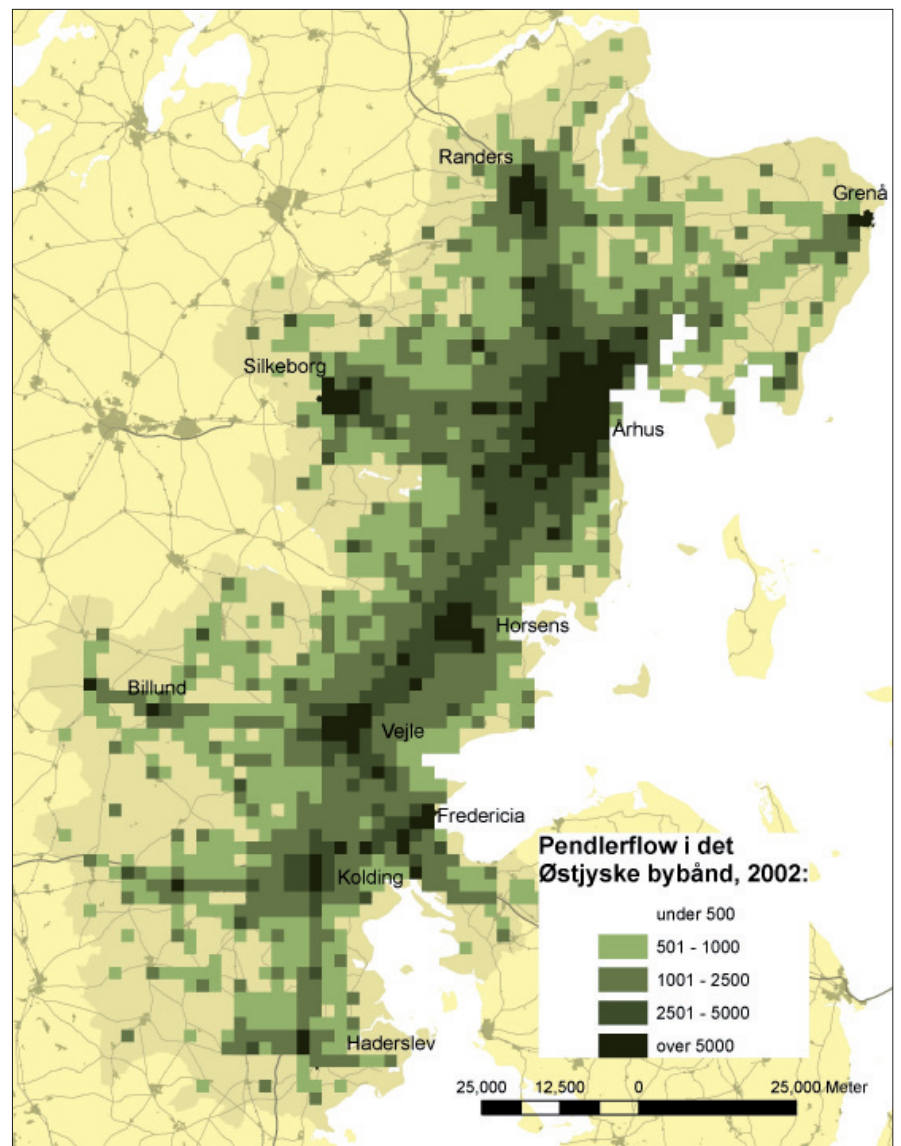 Randers
Grenå
Silkeborg
Århus
Horsens
Billund
Vejle
Fredericia
Pendlerflow i det
Østjyske bybånd, 2002:
Kolding
under 500
501 - 1000
1001 - 2500
2501 - 5000
Haderslev
over 5000
25,000 12,500 0 25,000 Meter